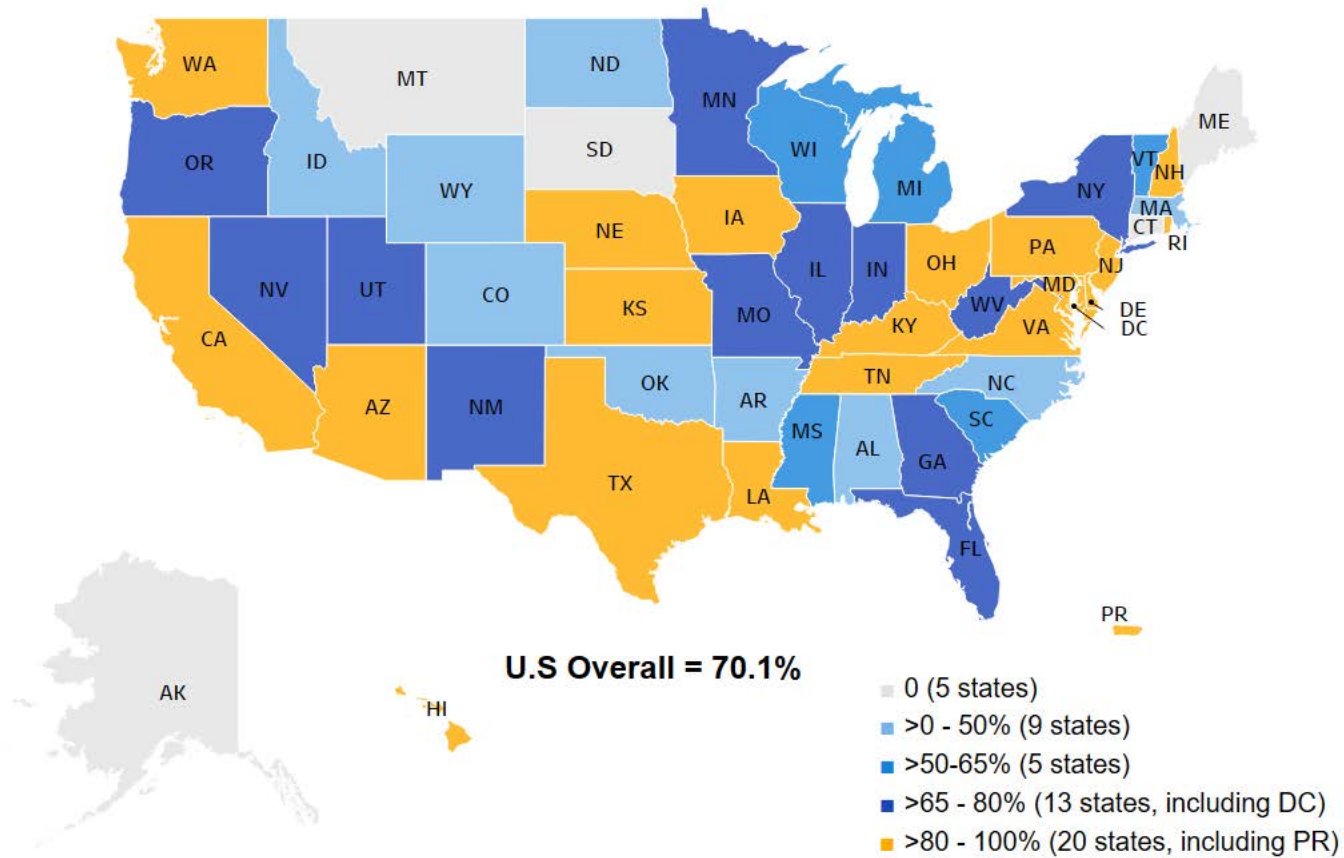 WA
MT
ND
MN
ME
OR
ID
SD
WI
VT
NH
WY
MI
NY
MA
CT
RI
NE
IA
PA
NJ
NV
UT
CO
IL
IN
OH
MD
DE
DC
CA
KS
MO
WV
VA
KY
AZ
NM
OK
AR
TN
NC
MS
AL
GA
SC
TX
LA
FL
PR
AK
HI
U.S Overall = 70.1%
0 (5 states)
>0 - 50% (9 states)
>50-65% (5 states)
>65 - 80% (13 states, including DC)
>80 - 100% (20 states, including PR)